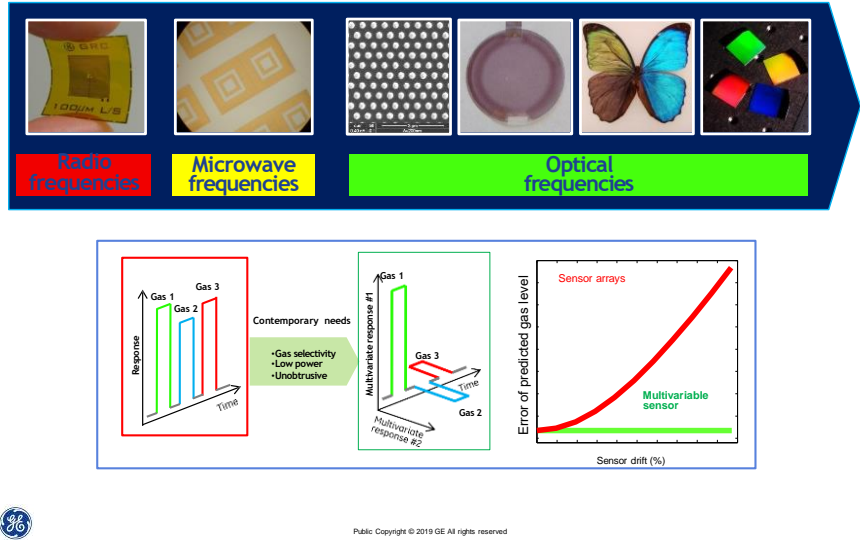 GRC
100µM L/S
Radio
frequencies
Microwave
frequencies
Optical
frequencies
Gas 1
Gas 2
Gas 3
Response
Time
Contemporary needs
•Gas selectivity
•Low power
•Unobtrusive
Gas 1
Multivariate response #1
Gas 3
Time
Gas 2
Multivariate
response #2
Sensor arrays
Error of predicted gas level
Multivariable
sensor
Sensor drift (%)
GE
Public Copyright © 2019 GE All rights reserved